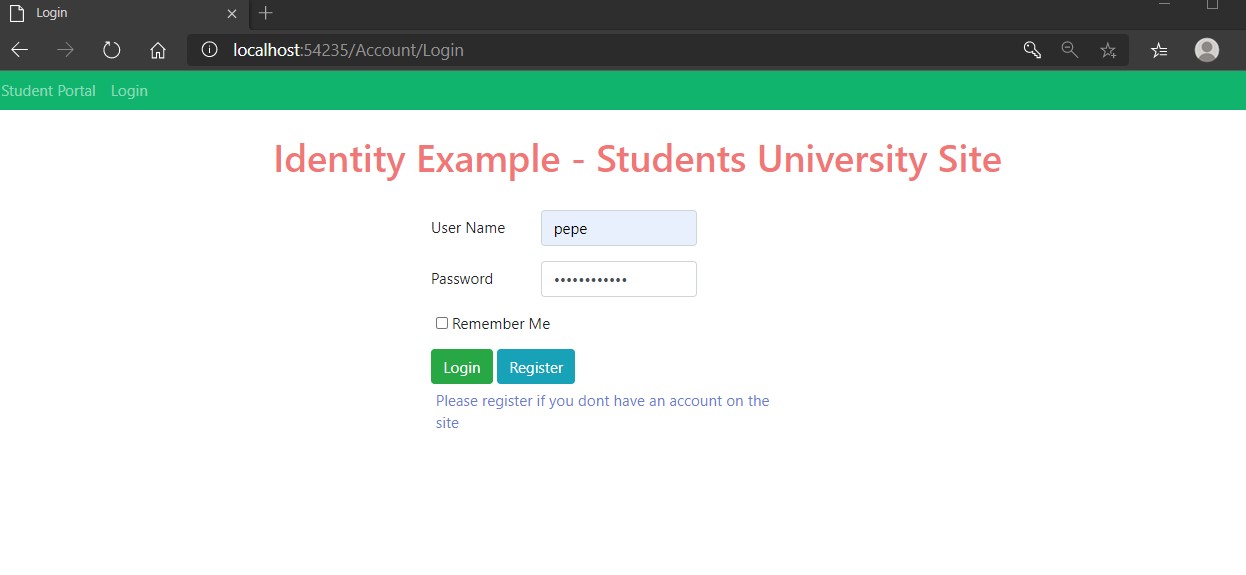 Login
localhost:54235/Account/Login
Student Portal Login
Identity Example - Students University Site
User Name pepe
Password ••••••••••••
Remember Me
Login Register
Please register if you dont have an account on the
site